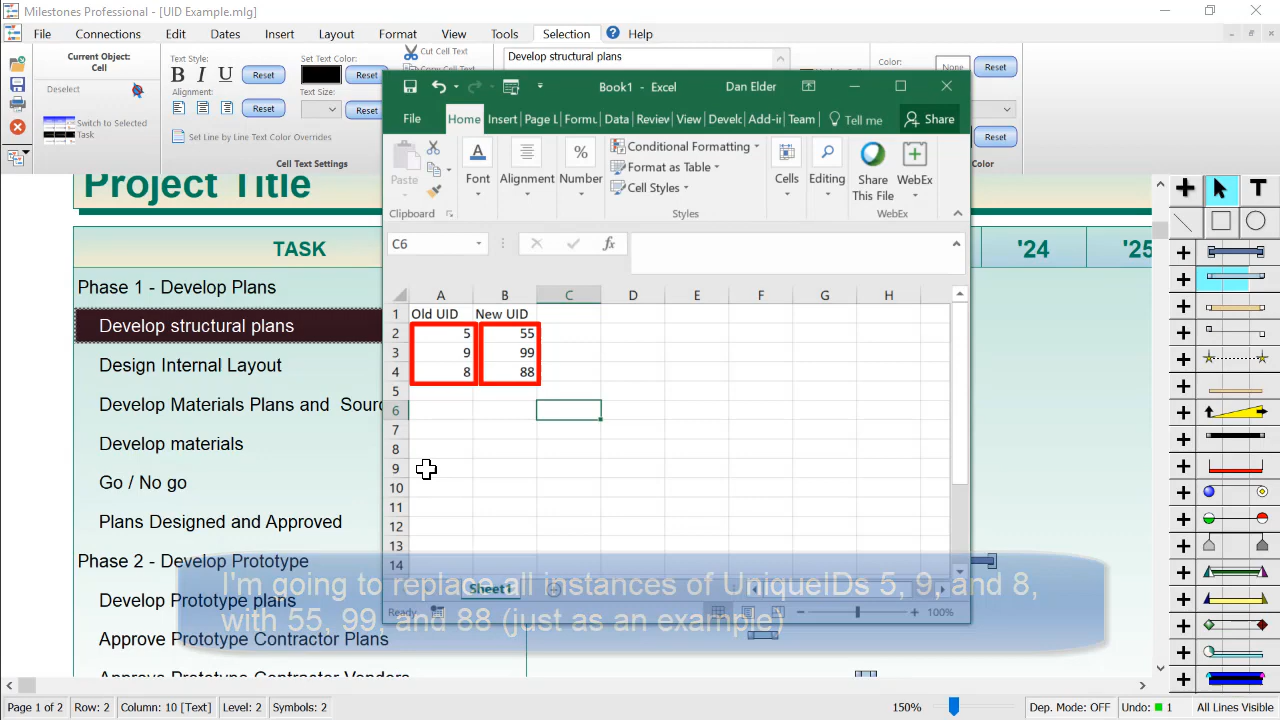 Milestones Professional - [UID Example.mlg]
File Connections Edit Dates Insert Layout Format View Tools Selection Help
Current Object:
Cell
Deselect
Switch to Selected
Task
Text Style:
B I U Reset
Alignment:
Reset
Set Line by Line Text Color Overrides
Set Text Color:
Reset
Text Size:
Reset
Cell Text Settings
Cut Cell Text
Develop structural plans
Color:
None
Reset
Reset
Color
Book1 - Excel
Dan Elder
File Home Insert Page L Formu Data Review View Develo Add-in Team Tell me Share
Paste
Clipboard
Font
Alignment
Number
Conditional Formatting
Format as Table
Cell Styles
Styles
Cells
Editing
Share
This File
WebEx
WebEx
C6
fx
A B C D E F G H
1 Old UID New UID
2 5 55
3 9 99
4 8 88
5
6
7
8
9
10
11
12
13
14
Sheet1
Ready
100%
Project Title
TASK
'24 '25
Phase 1 - Develop Plans
Develop structural plans
Design Internal Layout
Develop Materials Plans and Sourc
Develop materials
Go / No go
Plans Designed and Approved
Phase 2 - Develop Prototype
Develop Prototype plans
Approve Prototype Contractor Plans
Approve Prototype Contractor Vendors
I'm going to replace all instances of UniqueIDs 5, 9, and 8,
with 55, 99, and 88 (just as an example)
T
Page 1 of 2 Row: 2 Column: 10 [Text] Level: 2 Symbols: 2 150% Dep. Mode: OFF Undo: 1 All Lines Visible